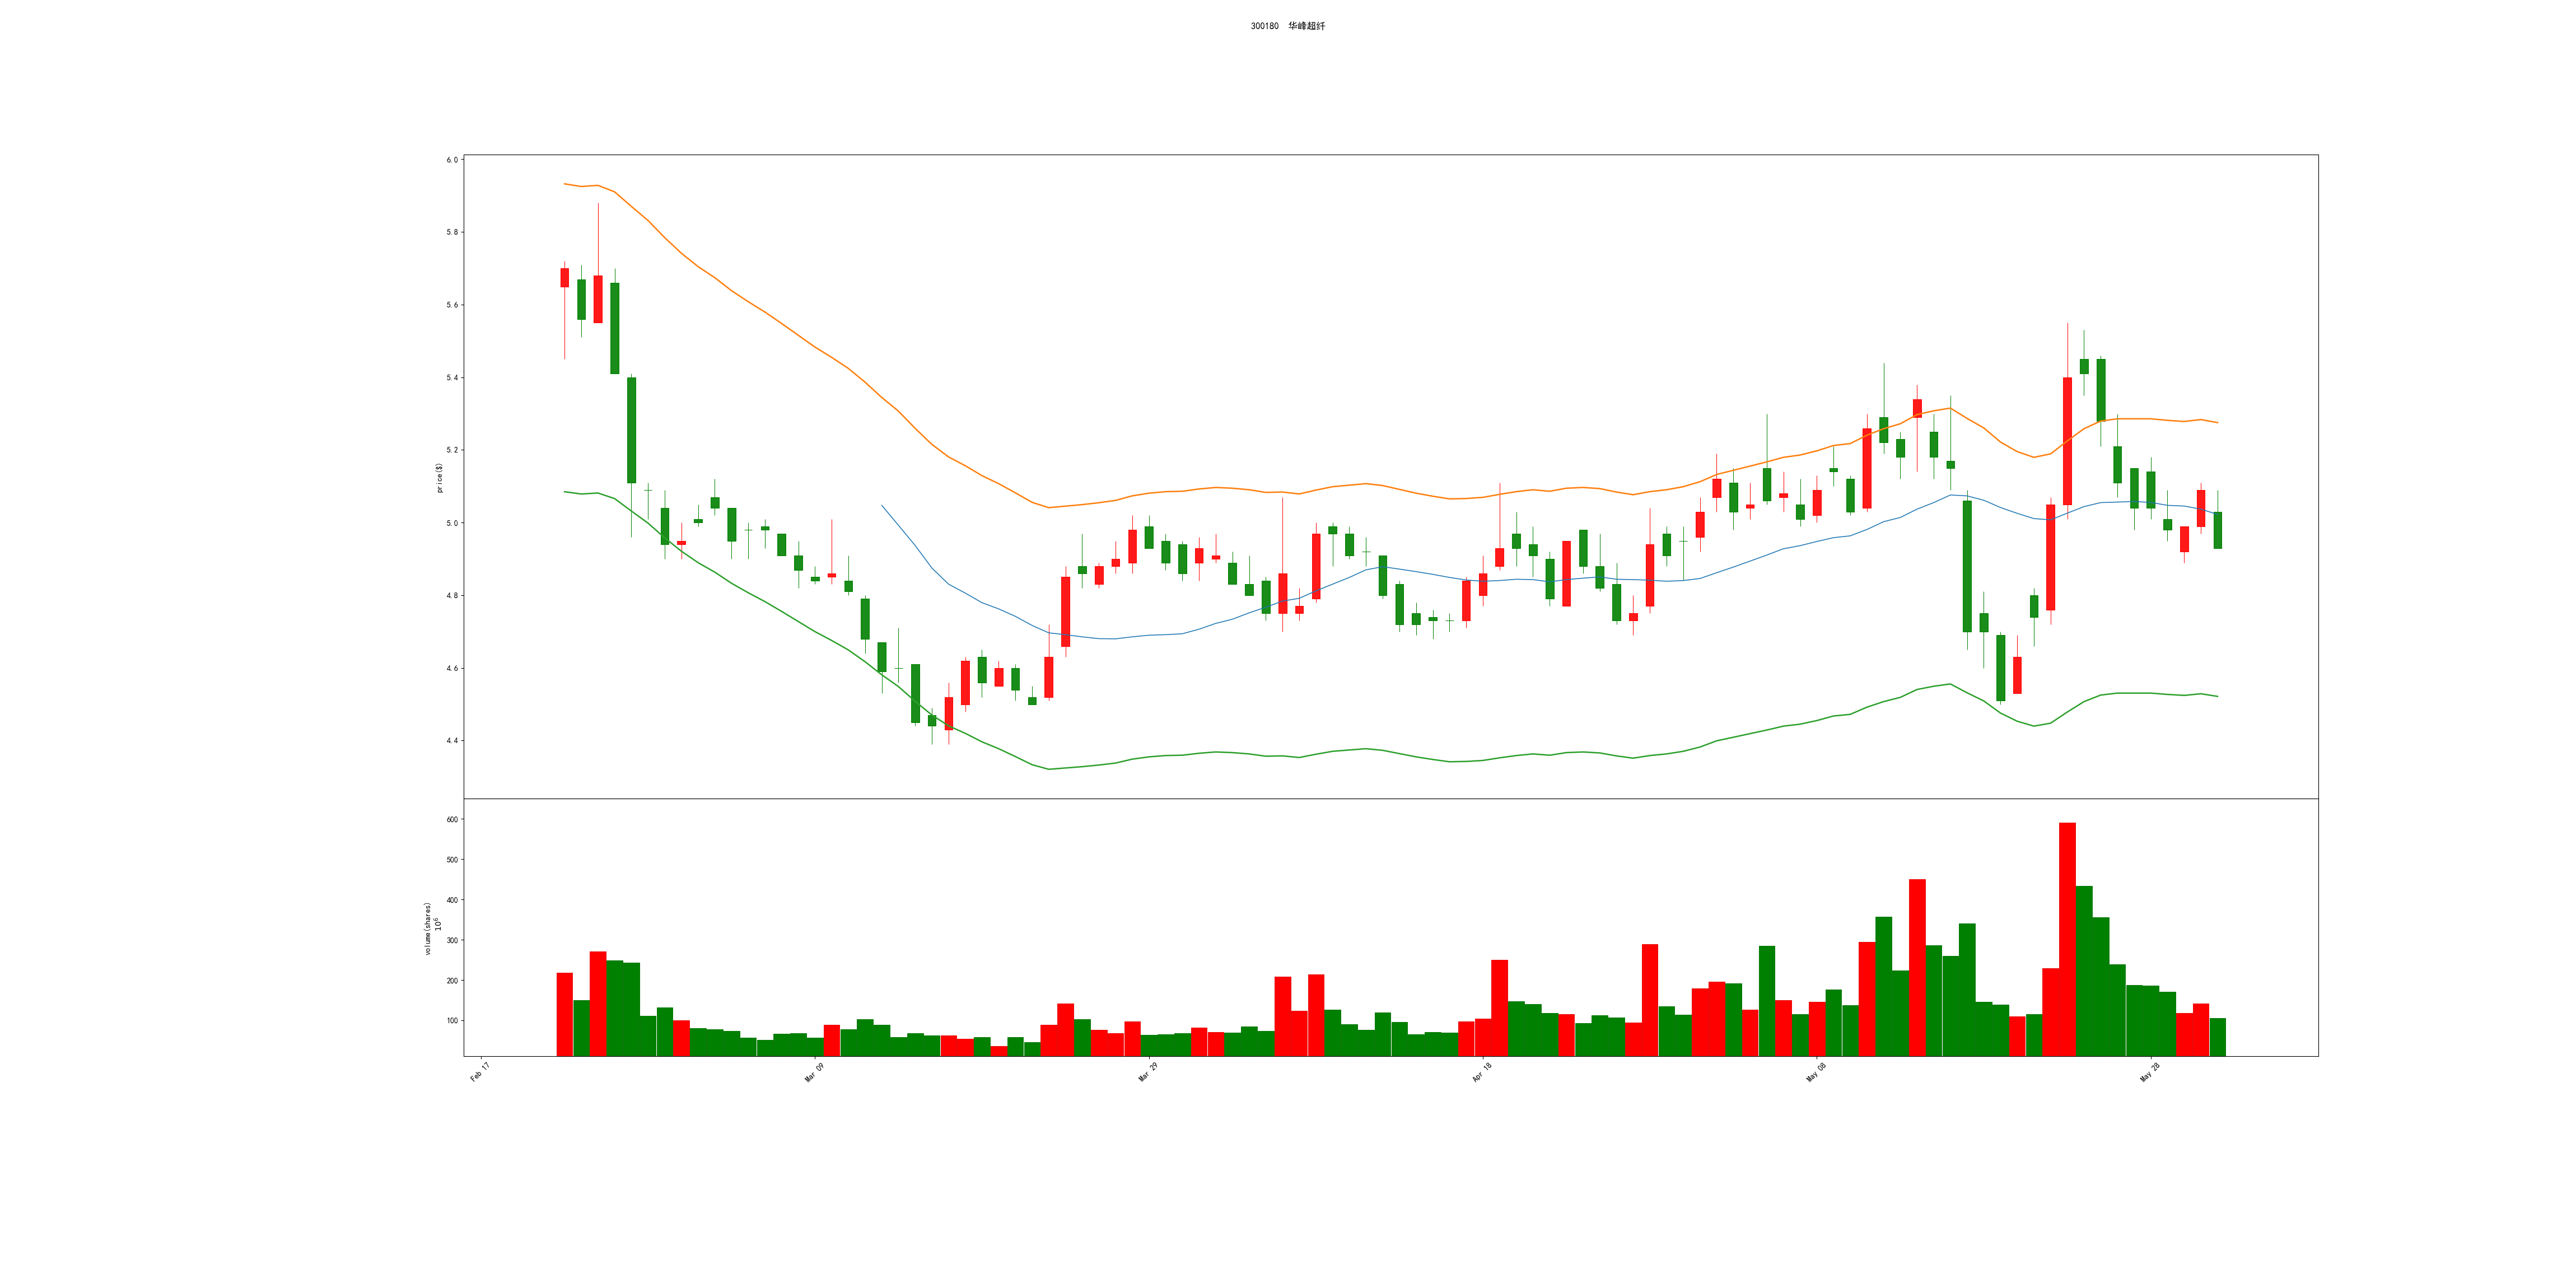 300180 华峰超纤
6.0
5.8
5.6
5.4
5.2
5.0
4.8
4.6
4.4
price($)
600
500
400
300
200
100
volume(shares)
10⁶
Feb 17
Mar 09
Mar 29
Apr 18
May 08
May 28